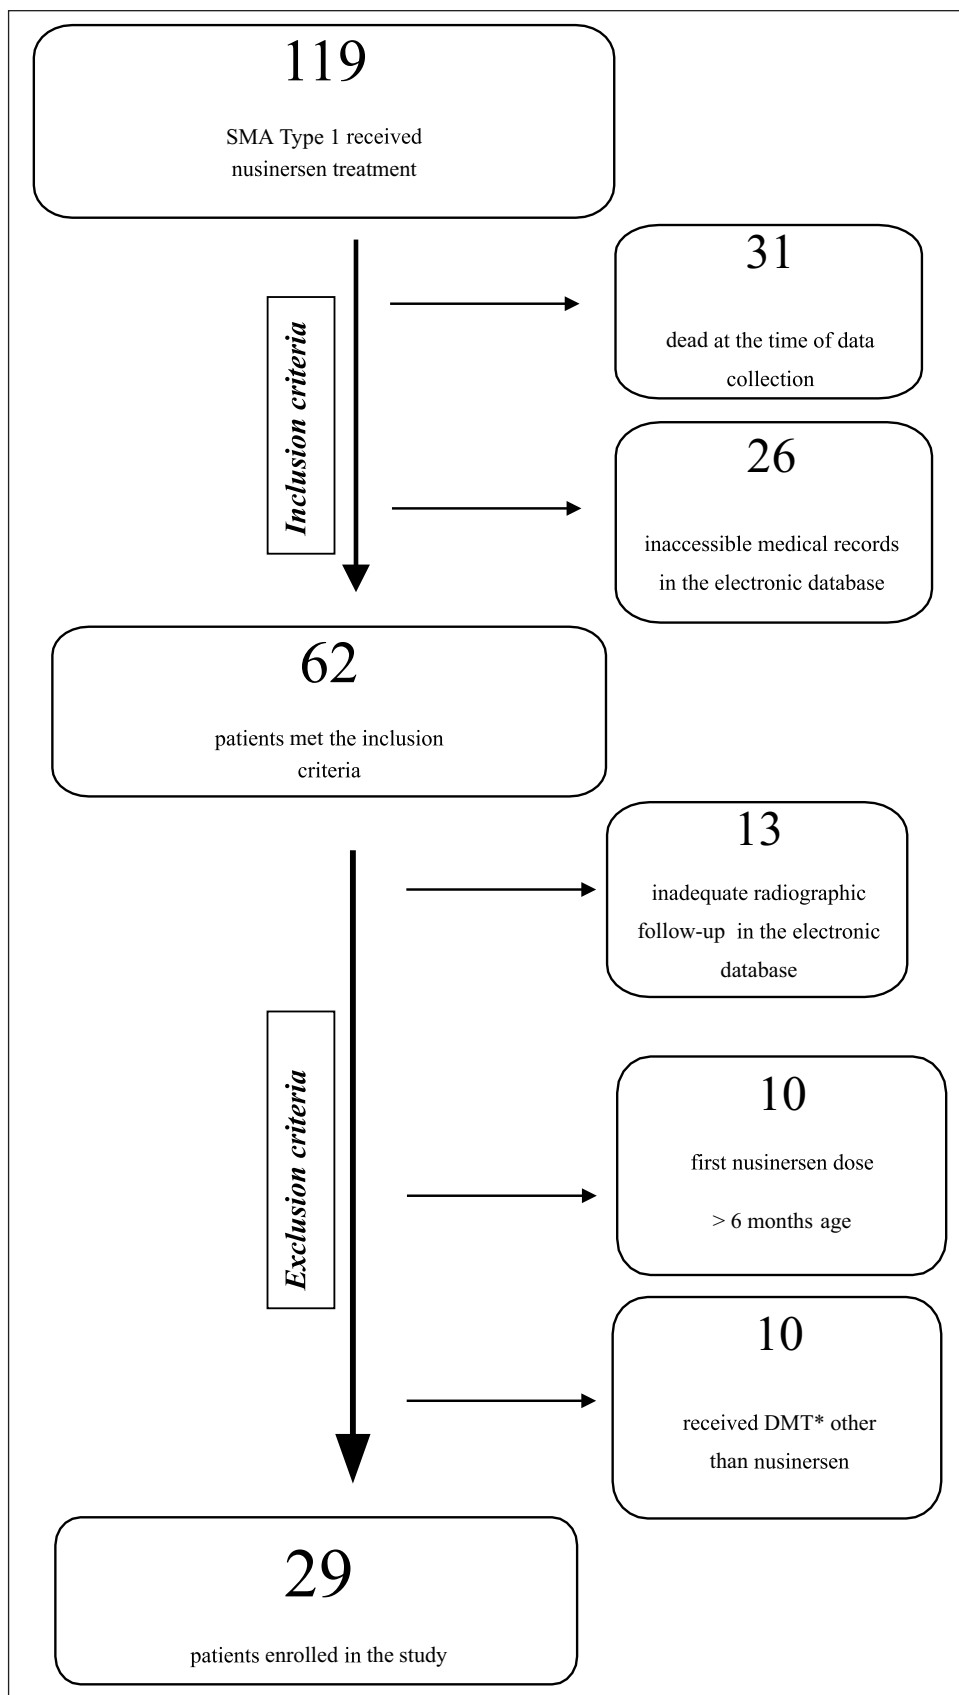 119
SMA Type 1 received
nusinersen treatment
31
dead at the time of data
collection
Inclusion criteria
26
inaccessible medical records
in the electronic database
62
patients met the inclusion
criteria
13
inadequate radiographic
follow-up in the electronic
database
Exclusion criteria
10
first nusinersen dose
> 6 months age
10
received DMT* other
than nusinersen
29
patients enrolled in the study